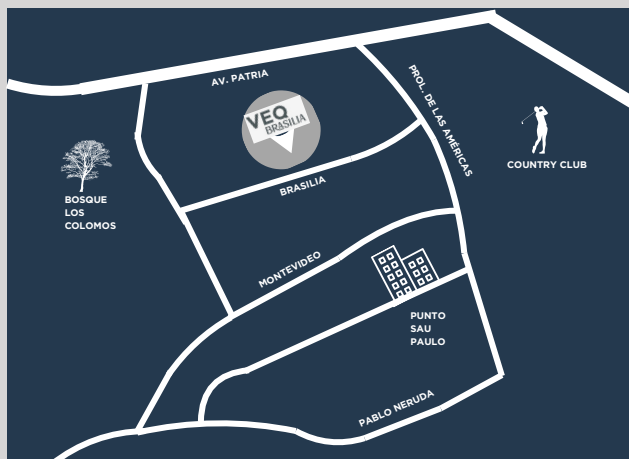 AV. PATRIA
PROL. DE LAS AMÉRICAS
VEQ
BRASILIA
COUNTRY CLUB
BOSQUE
LOS
COLOMOS
BRASILIA
MONTEVIDEO
PUNTO
SAU
PAULO
PABLO NERUDA